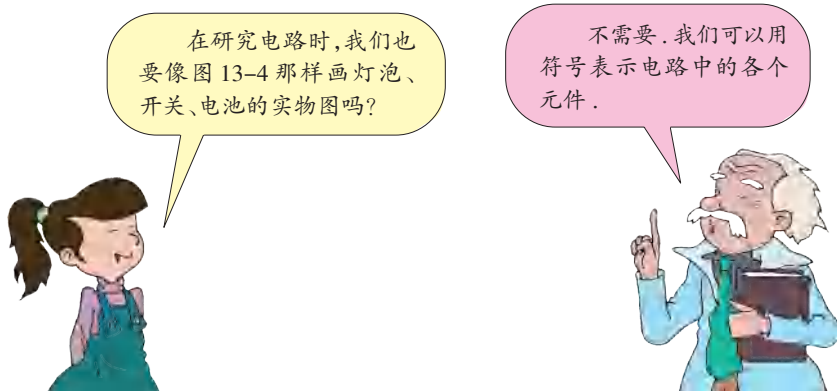 在研究电路时,我们也
要像图 13-4 那样画灯泡、
开关、电池的实物图吗?
不需要.我们可以用
符号表示电路中的各个
元件.